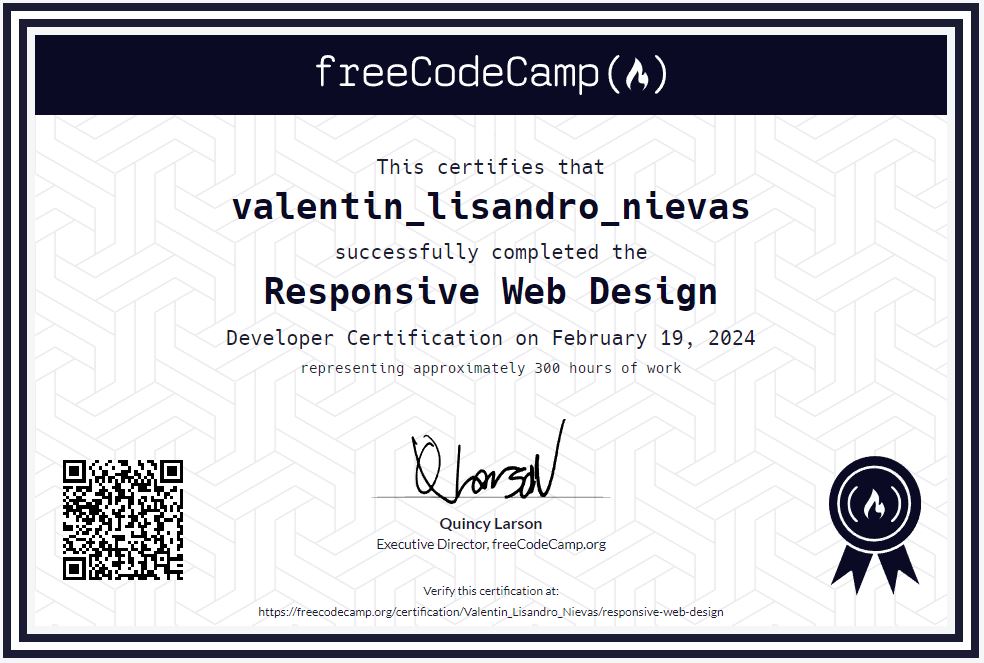 freeCodeCamp(🔥)
This certifies that
valentin_lisandro_nievas
successfully completed the
Responsive Web Design
Developer Certification on February 19, 2024
representing approximately 300 hours of work
Q Larson
Quincy Larson
Executive Director, freeCodeCamp.org
Verify this certification at:
https://freecodecamp.org/certification/Valentin_Lisandro_Nievas/responsive-web-design